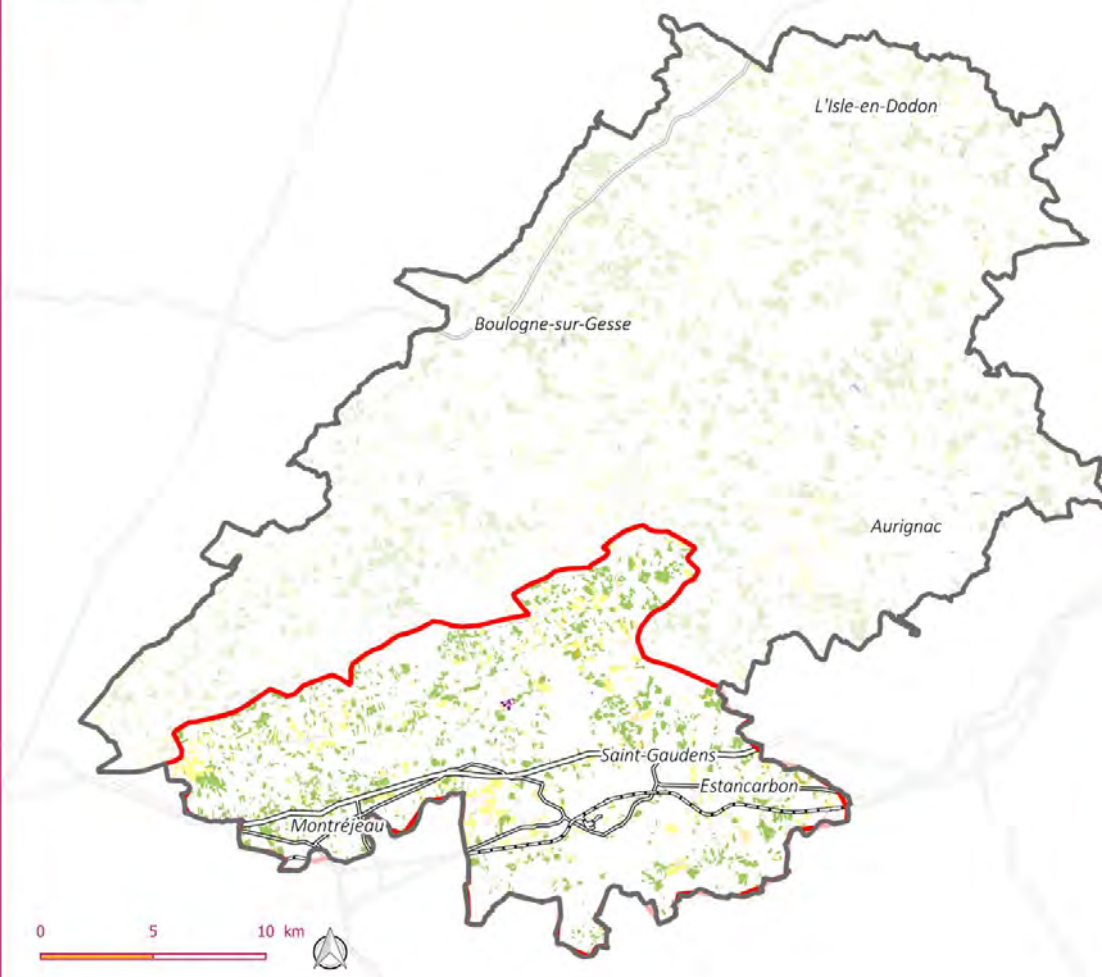 L'Isle-en-Dodon
Boulogne-sur-Gesse
Aurignac
Saint-Gaudens
Estancarbon
Montréjeau
0 5 10 km